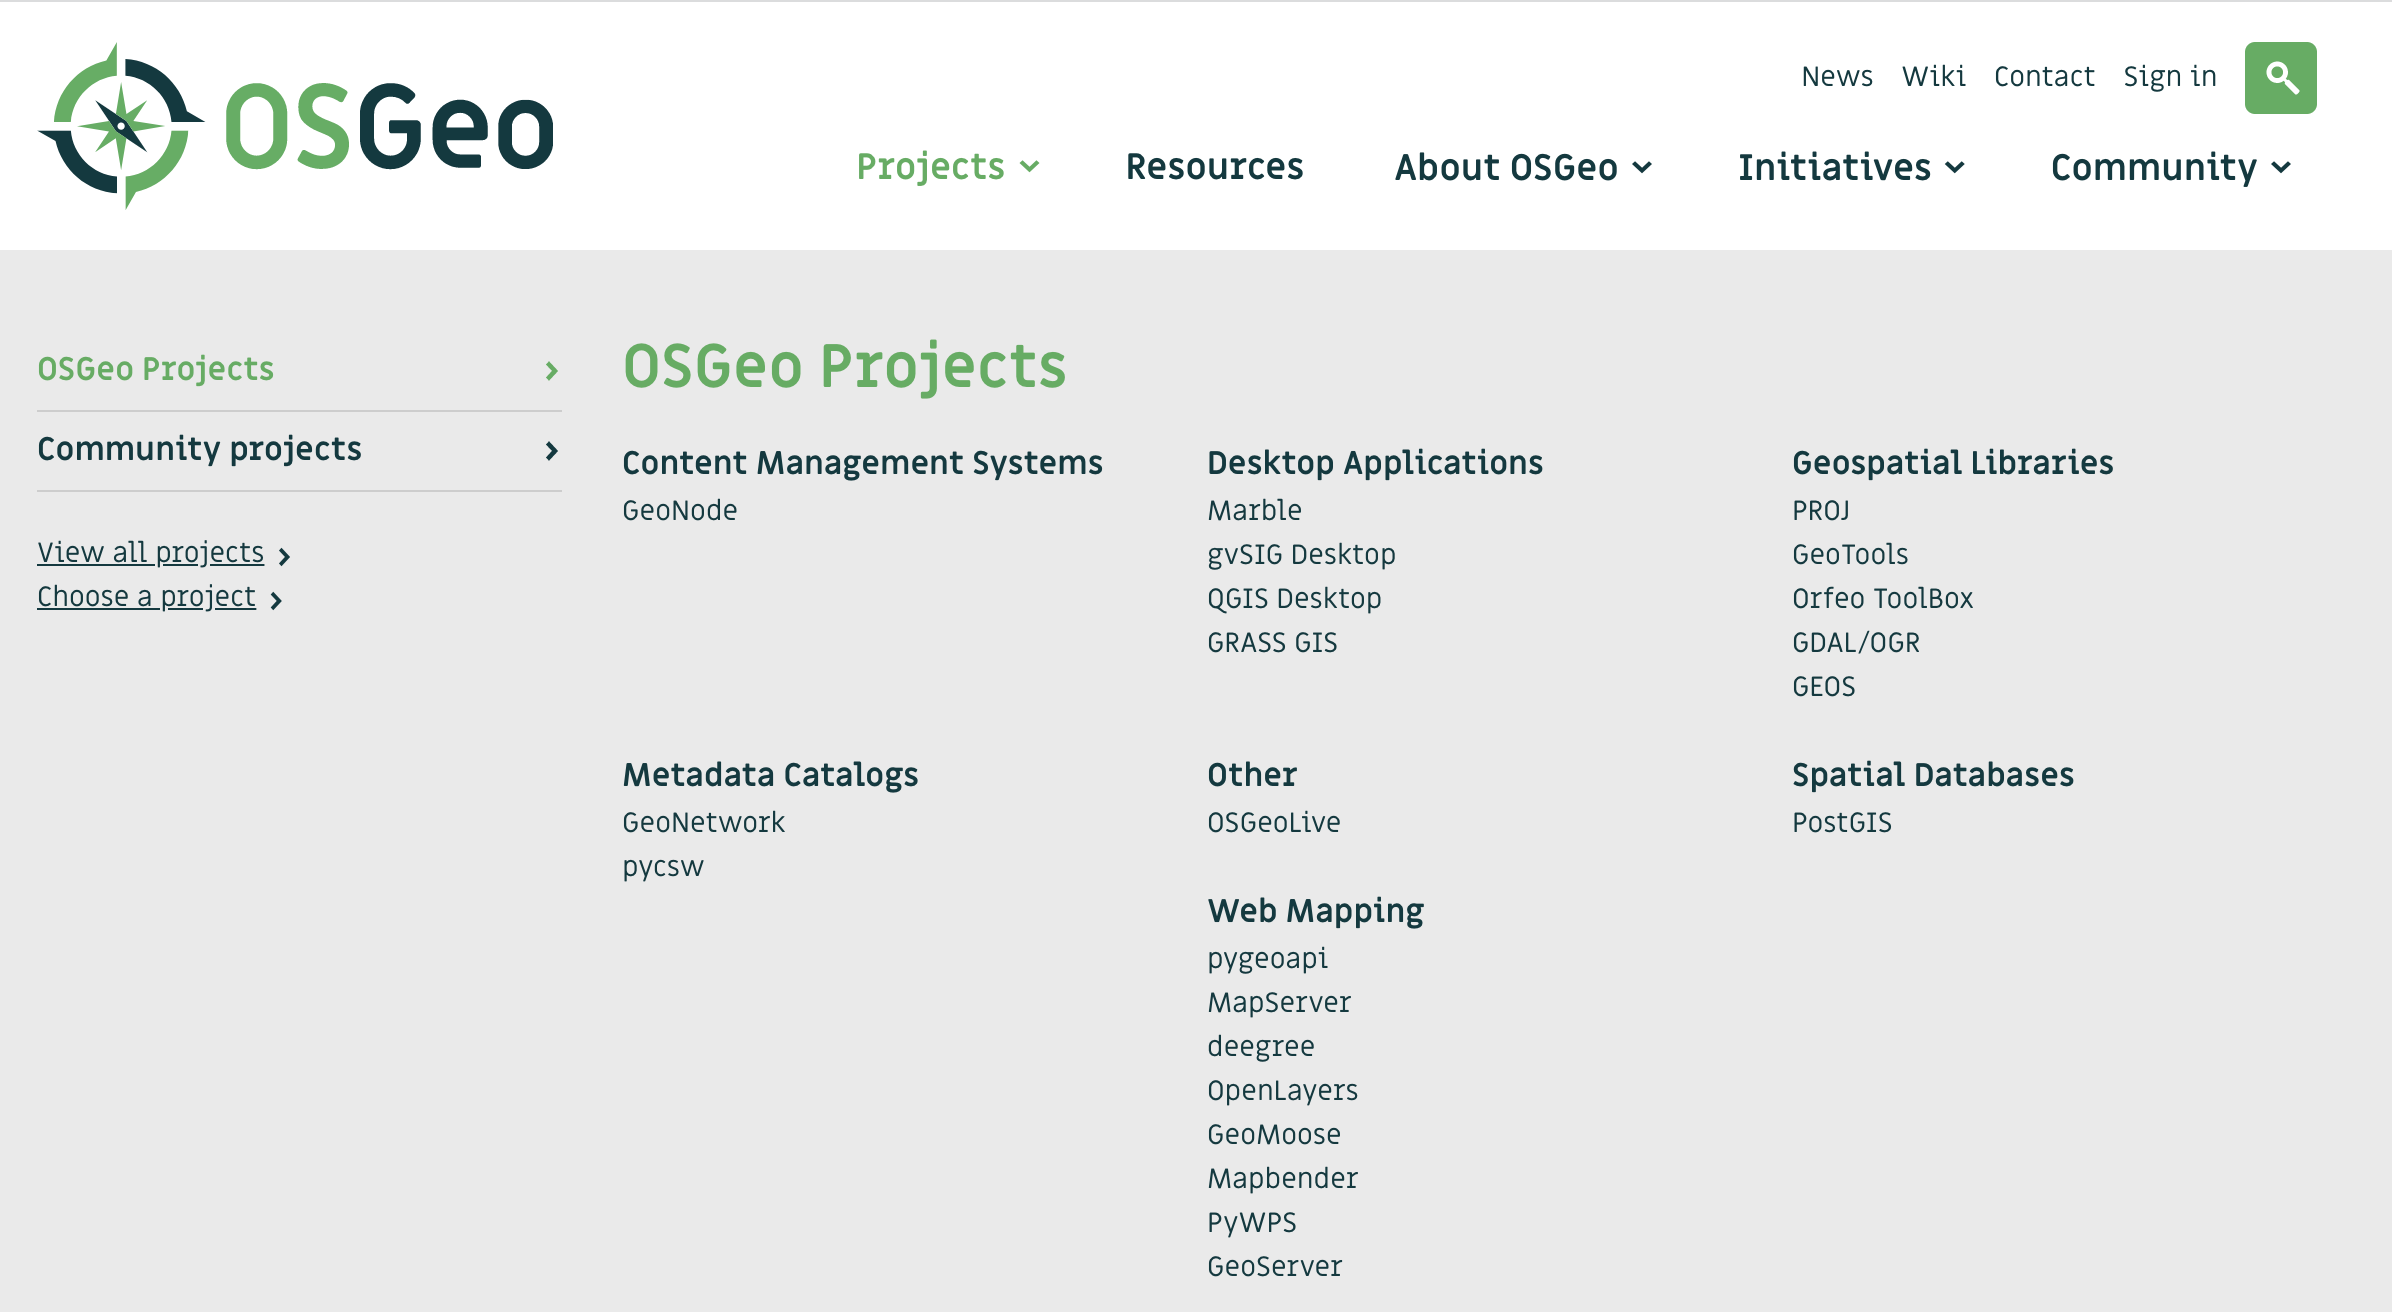 OSGeo
News Wiki Contact Sign in
Projects Resources About OSGeo Initiatives Community
OSGeo Projects
Community projects
View all projects
Choose a project
OSGeo Projects
Content Management Systems
GeoNode
Desktop Applications
Marble
gvSIG Desktop
QGIS Desktop
GRASS GIS
Geospatial Libraries
PROJ
GeoTools
Orfeo ToolBox
GDAL/OGR
GEOS
Metadata Catalogs
GeoNetwork
pycsw
Other
OSGeoLive
Spatial Databases
PostGIS
Web Mapping
pygeoapi
MapServer
deegree
OpenLayers
GeoMoose
Mapbender
PyWPS
GeoServer